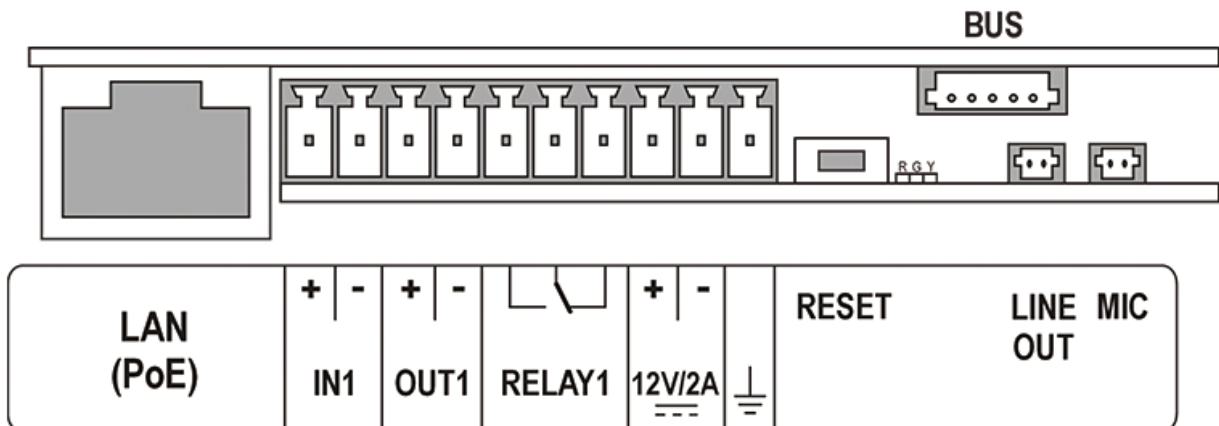 BUS
R G Y
+ - + - + -
LAN
(PoE)
IN1
OUT1
RELAY1
12V/2A
RESET
LINE
OUT
MIC